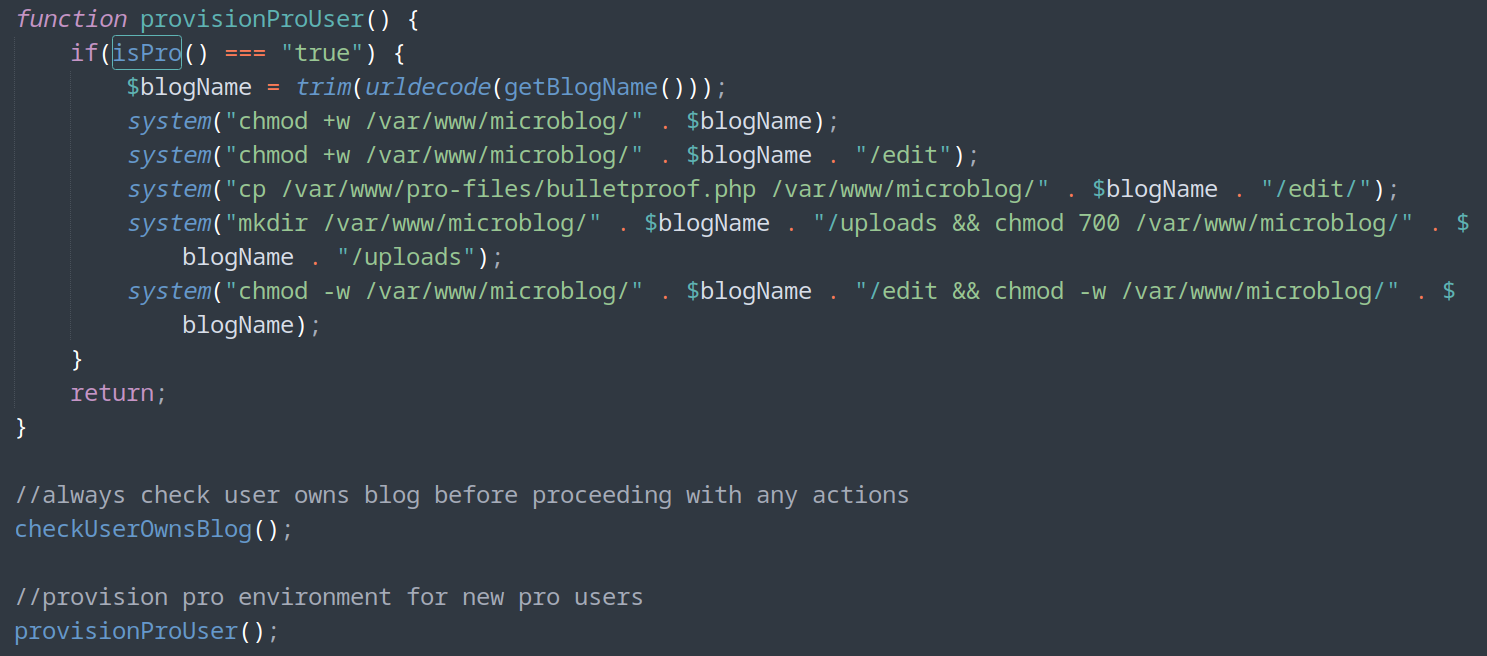 function provisionProUser() {
    if(isPro() === "true") {
        $blogName = trim(urldecode(getBlogName()));
        system("chmod +w /var/www/microblog/" . $blogName);
        system("chmod +w /var/www/microblog/" . $blogName . "/edit");
        system("cp /var/www/pro-files/bulletproof.php /var/www/microblog/" . $blogName . "/edit/");
        system("mkdir /var/www/microblog/" . $blogName . "/uploads && chmod 700 /var/www/microblog/" . $
            blogName . "/uploads");
        system("chmod -w /var/www/microblog/" . $blogName . "/edit && chmod -w /var/www/microblog/" . $
            blogName);
    }
    return;
}

//always check user owns blog before proceeding with any actions
checkUserOwnsBlog();

//provision pro environment for new pro users
provisionProUser();